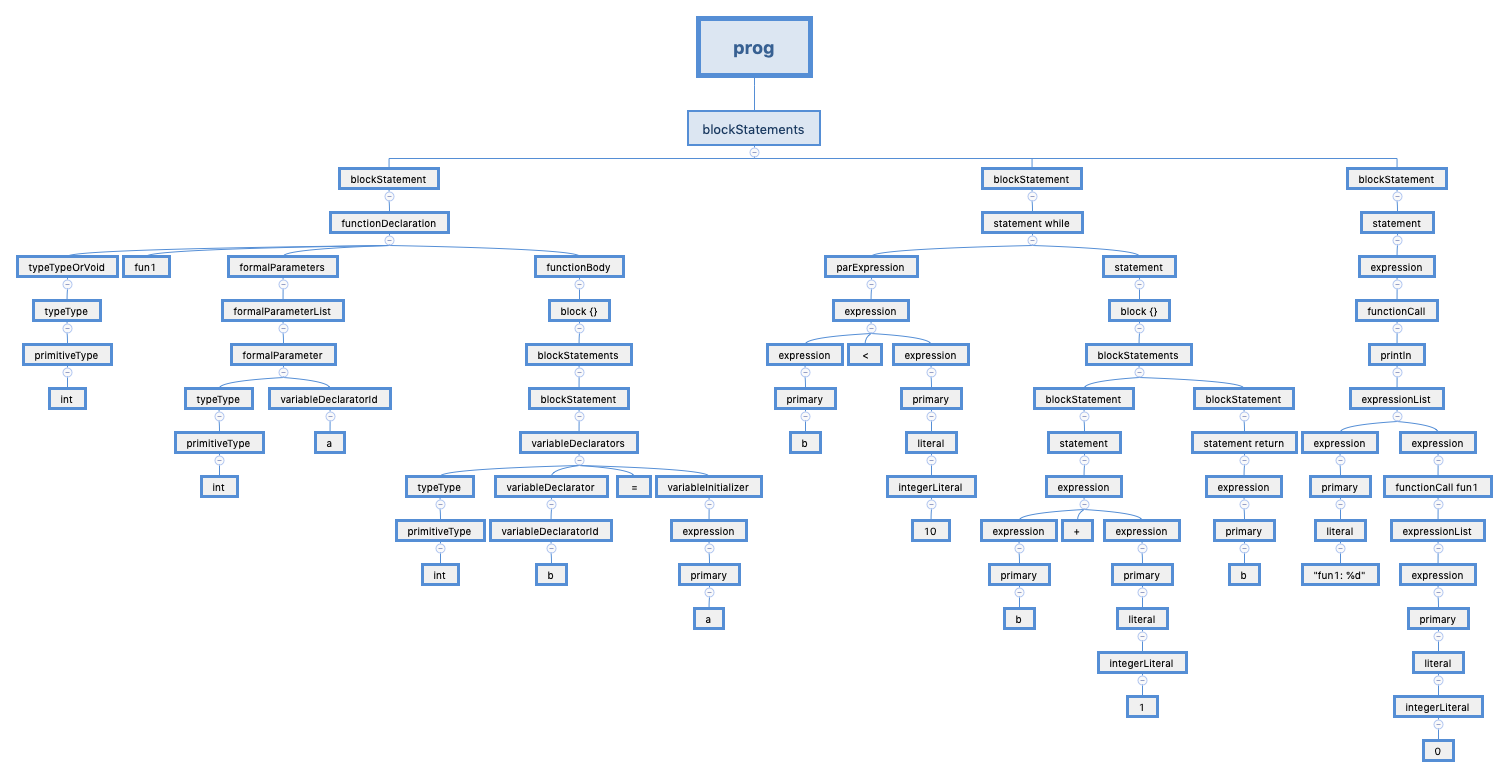 prog
blockStatements
blockStatement blockStatement blockStatement
functionDeclaration statement while statement
typeTypeOrVoid fun1 formalParameters functionBody parExpression statement expression
typeType formalParameterList block {} expression block {} functionCall
primitiveType formalParameter blockStatements expression < expression blockStatements println
int typeType variableDeclaratorId blockStatement primary primary blockStatement blockStatement expressionList
primitiveType a variableDeclarators b literal statement statement return expression expression
int typeType variableDeclarator = variableInitializer integerLiteral expression expression primary functionCall fun1
primitiveType variableDeclaratorId expression 10 expression + expression primary literal expressionList
int b primary primary primary b "fun1: %d" expression
a b literal primary
integerLiteral literal
1 integerLiteral
0